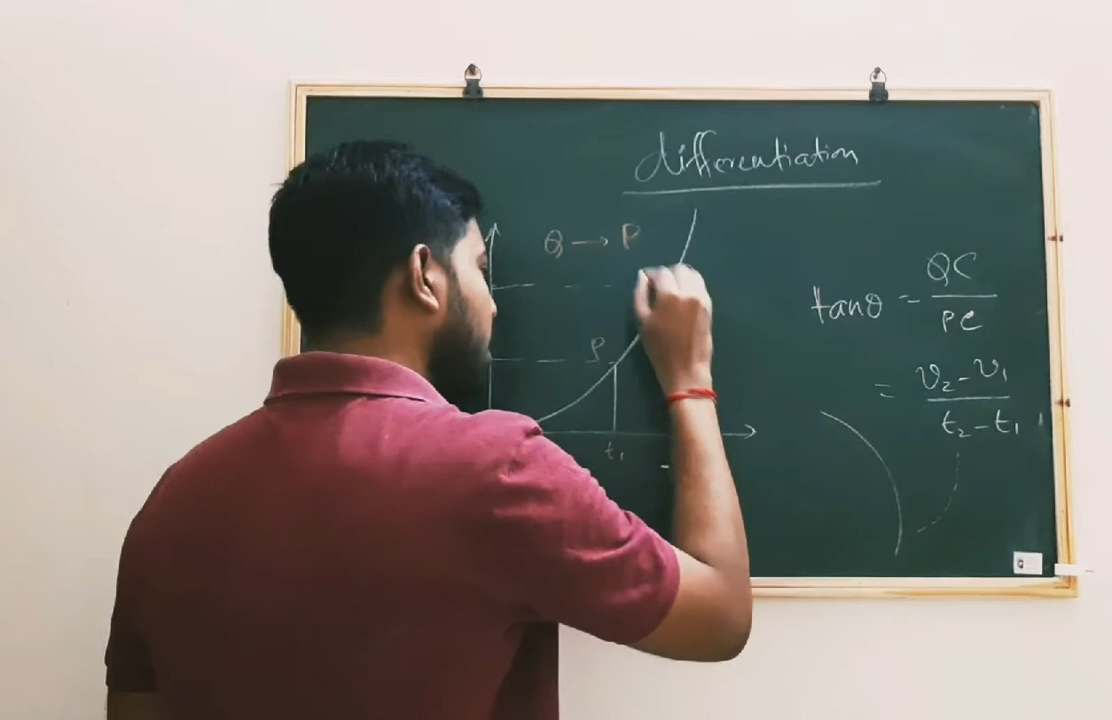 differentiation
Q → P
P
t₁
tanθ = QC / PC
= v₂ - v₁ / t₂ - t₁